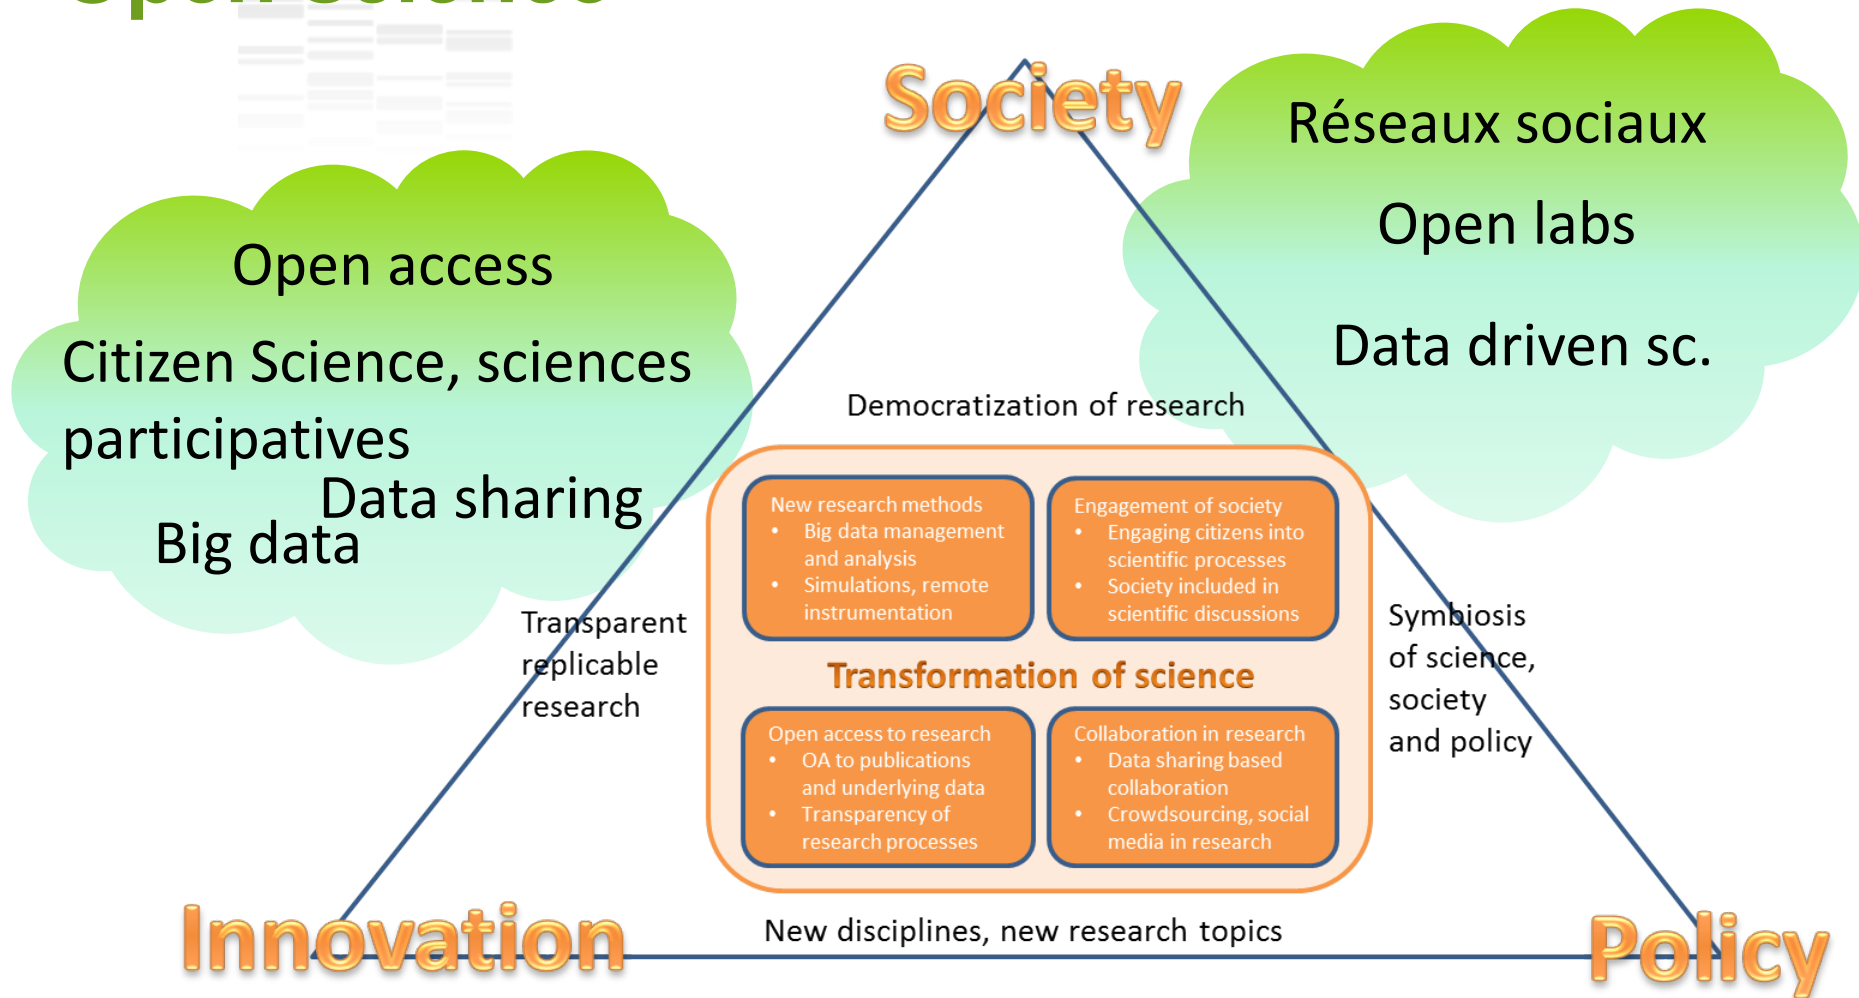 Open Science
Society
Réseaux sociaux
Open labs
Data driven sc.
Open access
Citizen Science, sciences
participatives
Data sharing
Big data
Democratization of research
New research methods
• Big data management
and analysis
• Simulations, remote
instrumentation
Engagement of society
• Engaging citizens into
scientific processes
• Society included in
scientific discussions
Transparent
replicable
research
Transformation of science
Symbiosis
of science,
society
and policy
Open access to research
• OA to publications
and underlying data
• Transparency of
research processes
Collaboration in research
• Data sharing based
collaboration
• Crowdsourcing, social
media in research
Innovation
New disciplines, new research topics
Policy